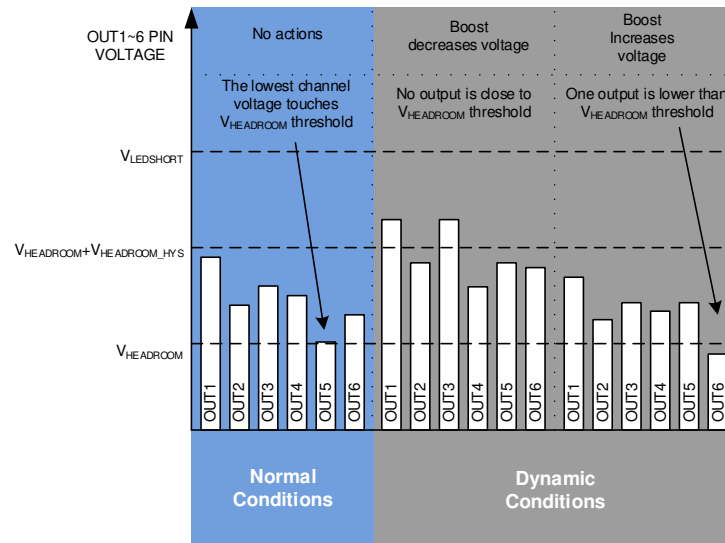 OUT1~6 PIN
VOLTAGE
No actions
Boost
decreases voltage
Boost
Increases
voltage
The lowest channel
voltage touches
VHEADROOM threshold
No output is close to
VHEADROOM threshold
One output is lower than
VHEADROOM threshold
VLEDSHORT
VHEADROOM+VHEADROOM_HYS
VHEADROOM
OUT1
OUT2
OUT3
OUT4
OUT5
OUT6
OUT1
OUT2
OUT3
OUT4
OUT5
OUT6
OUT1
OUT2
OUT3
OUT4
OUT5
OUT6
Normal
Conditions
Dynamic
Conditions